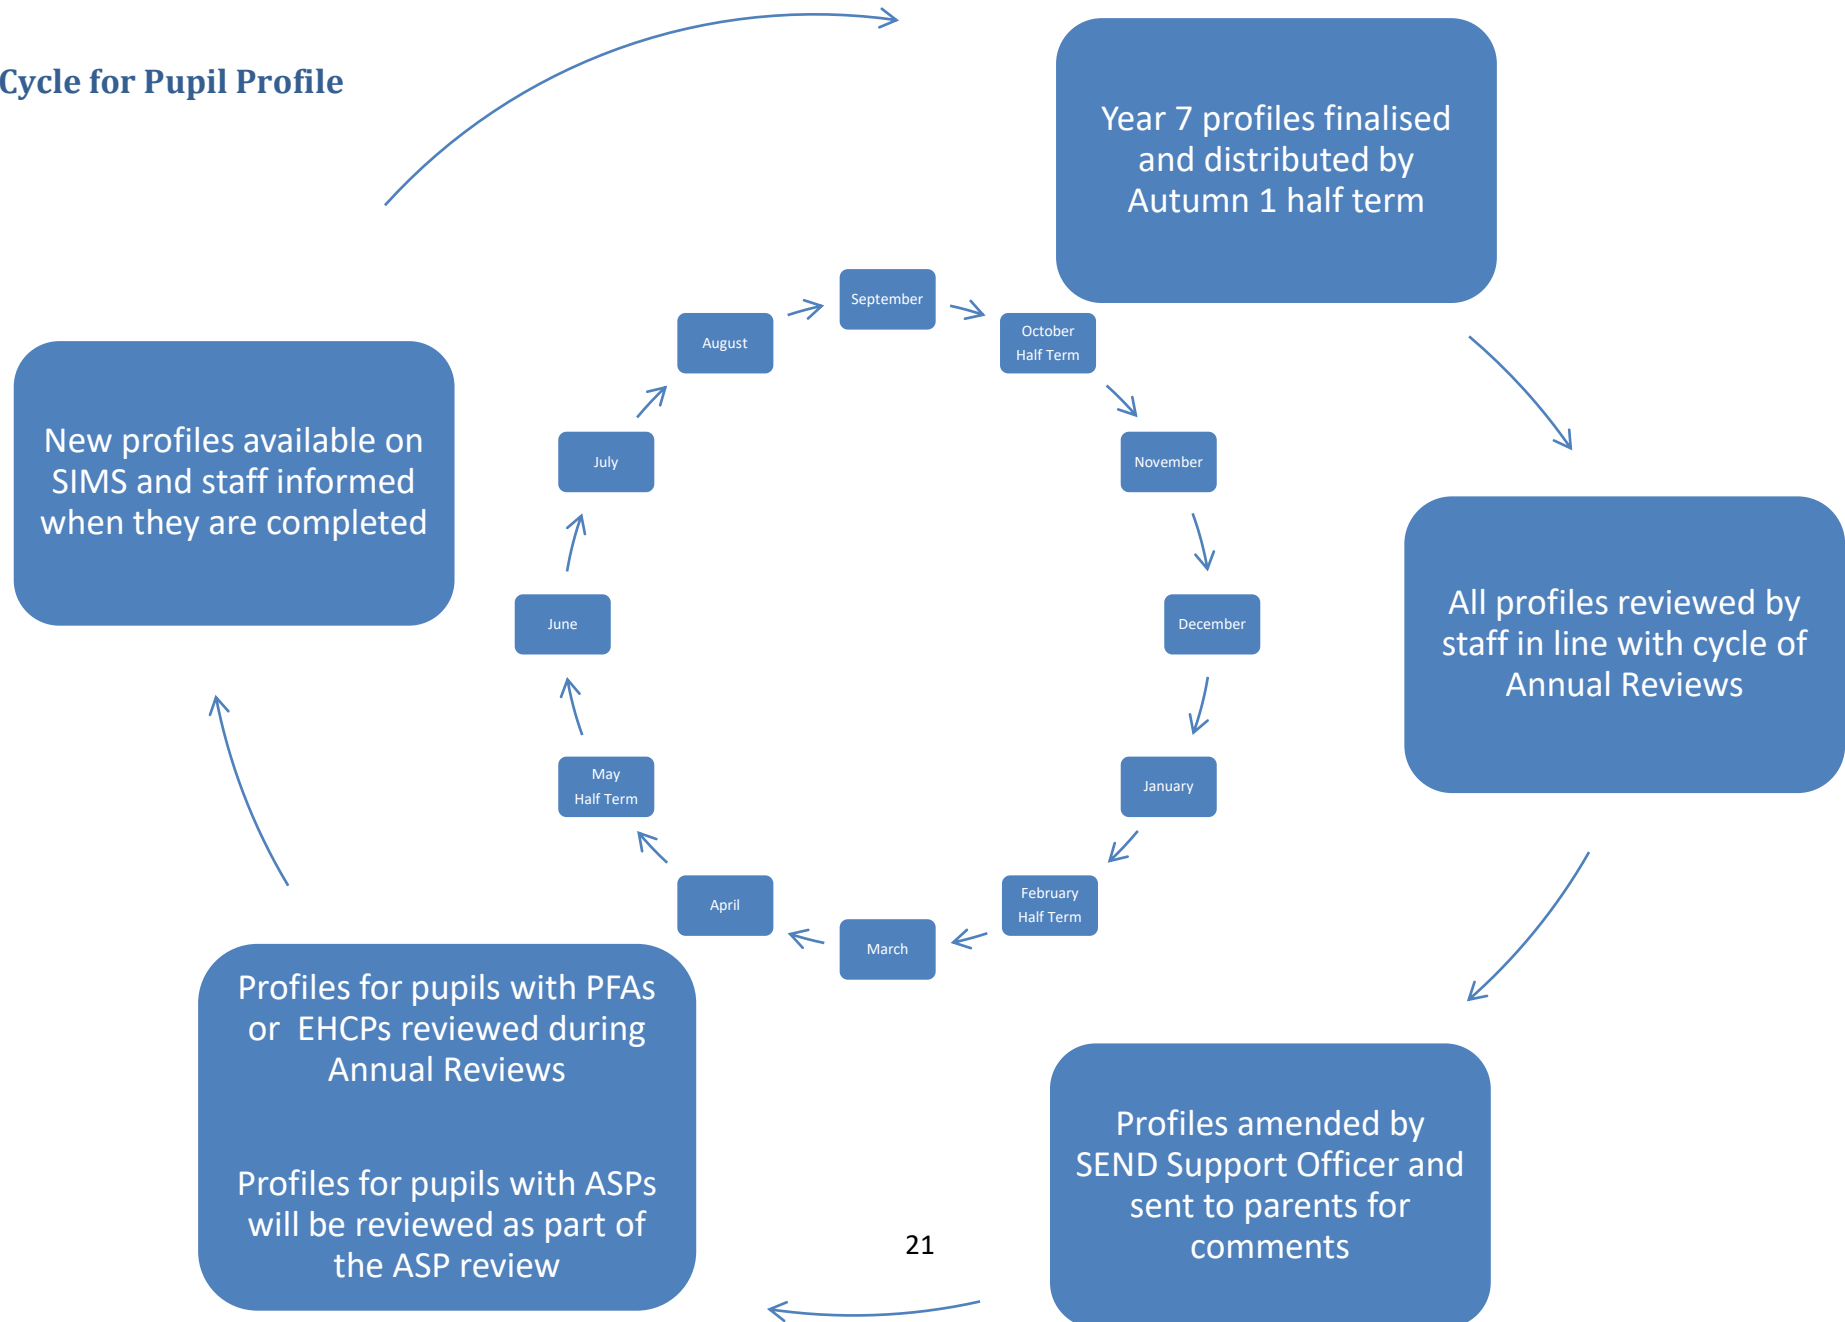 Cycle for Pupil Profile
Year 7 profiles finalised
and distributed by
Autumn 1 half term
All profiles reviewed by
staff in line with cycle of
Annual Reviews
Profiles amended by
SEND Support Officer and
sent to parents for
comments
Profiles for pupils with PFAs
or EHCPs reviewed during
Annual Reviews
Profiles for pupils with ASPs
will be reviewed as part of
the ASP review
New profiles available on
SIMS and staff informed
when they are completed
September
October
Half Term
November
December
January
February
Half Term
March
April
May
Half Term
June
July
August
21